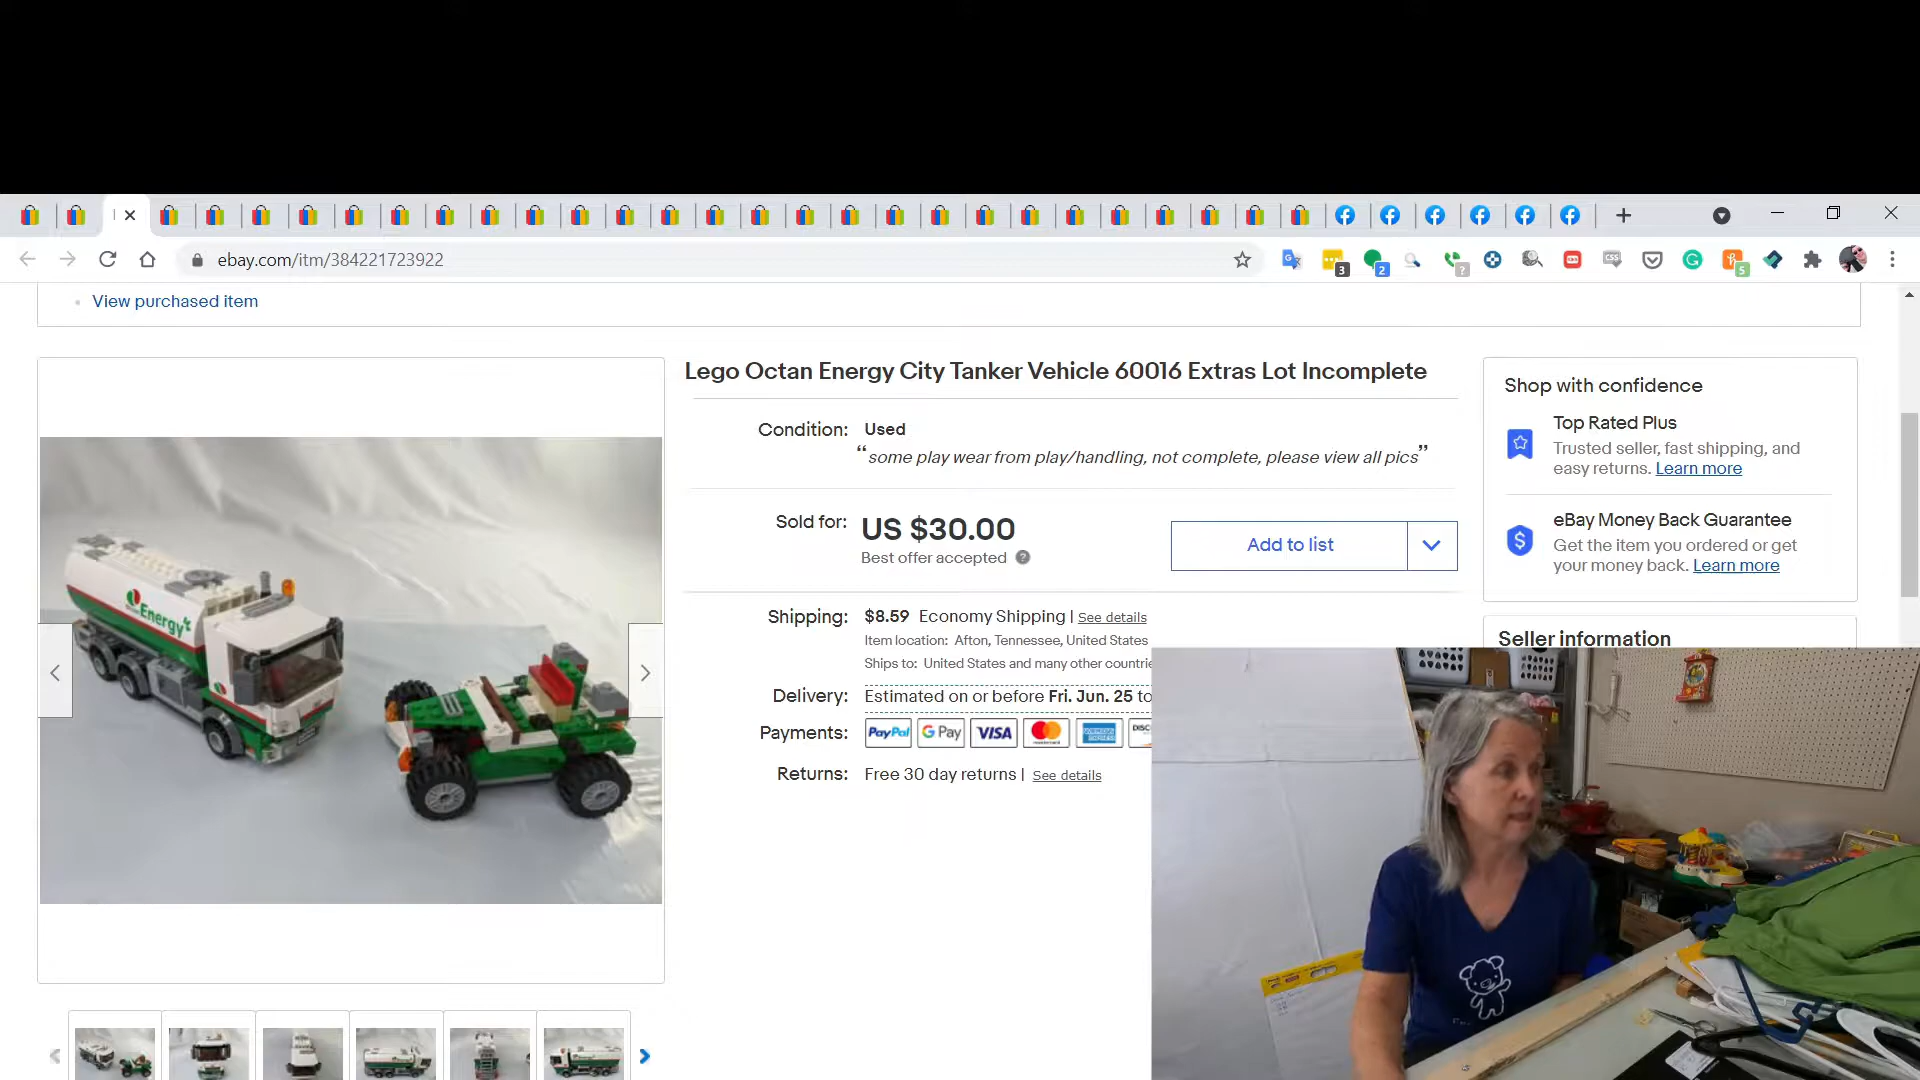 ebay.com/itm/384221723922
3
2
?
5
View purchased item
Lego Octan Energy City Tanker Vehicle 60016 Extras Lot Incomplete
Condition: Used
“some play wear from play/handling, not complete, please view all pics”
Sold for: US $30.00
Best offer accepted
Add to list
Shipping: $8.59 Economy Shipping | See details
Item location: Afton, Tennessee, United States
Ships to: United States and many other countrie
Delivery: Estimated on or before Fri. Jun. 25 to
Payments: PayPal G Pay VISA
Returns: Free 30 day returns | See details
Shop with confidence
Top Rated Plus
Trusted seller, fast shipping, and
easy returns. Learn more
eBay Money Back Guarantee
Get the item you ordered or get
your money back. Learn more
Seller information
Energy